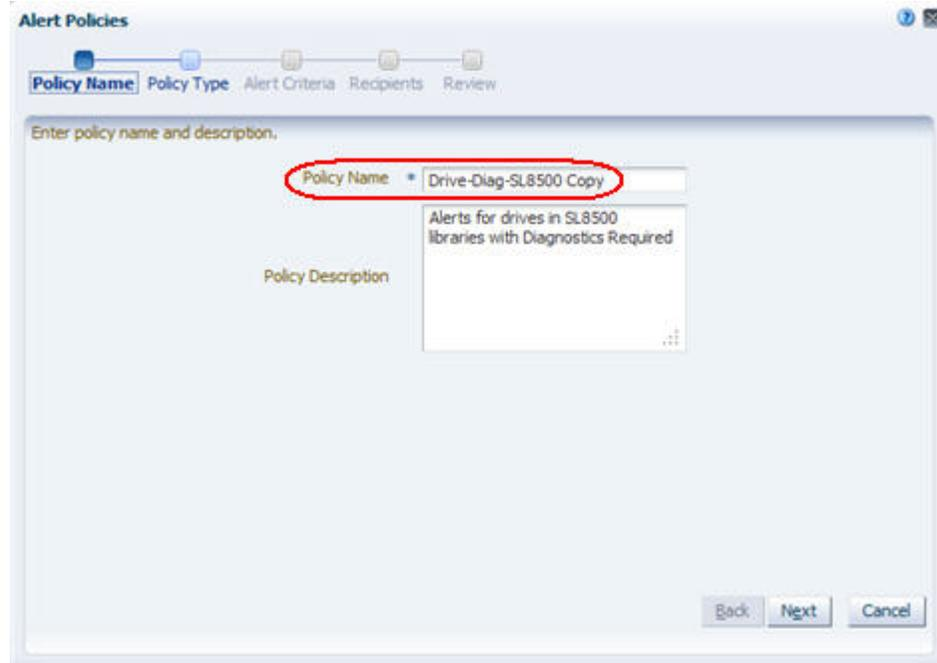 Alert Policies
Policy Name Policy Type Alert Criteria Recipients Review
Enter policy name and description.
Policy Name * Drive-Diag-SL8500 Copy
Alerts for drives in SL8500
libraries with Diagnostics Required
Policy Description
Back Next Cancel